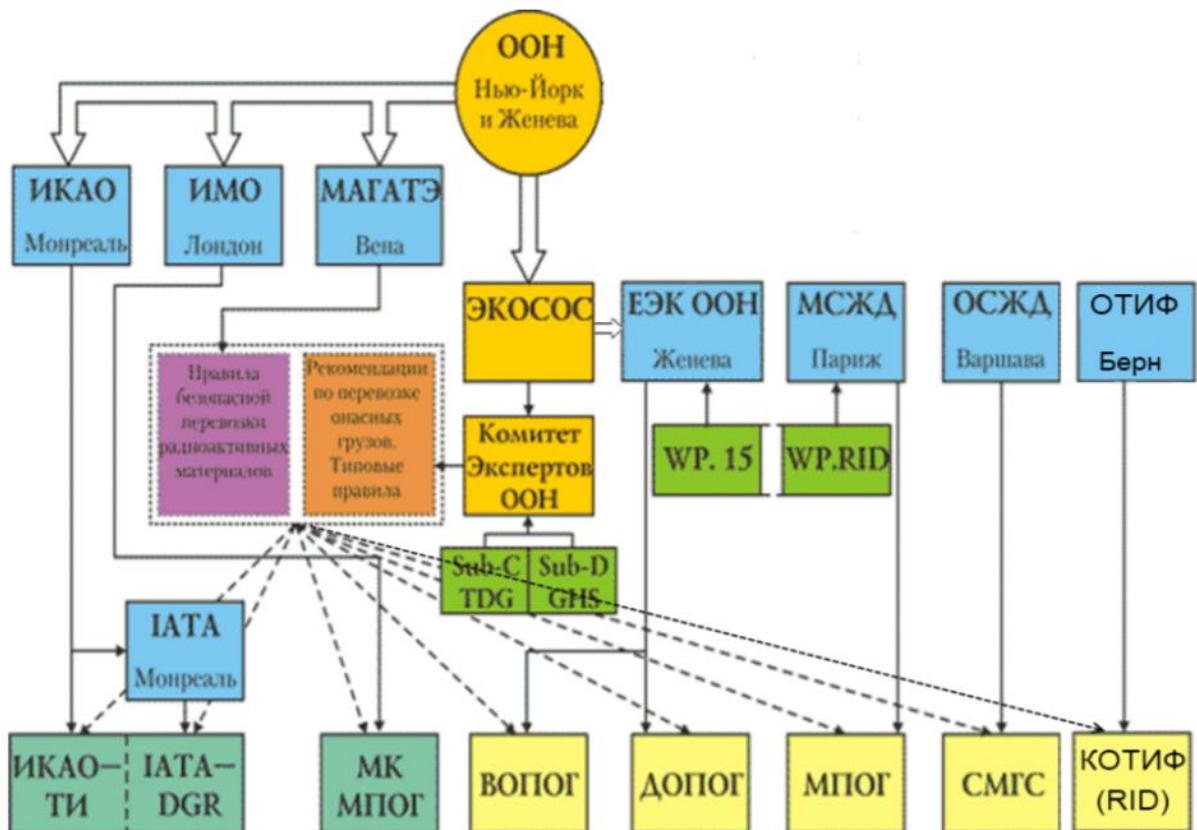 ООН
Нью-Йорк
и Женева
ИКАО
Монреаль
ИМО
Лондон
МАГАТЭ
Вена
ЭКОСОС
ЕЭК ООН
Женева
МСЖД
Париж
ОСЖД
Варшава
ОТИФ
Берн
Правила
безопасной
перевозки
радиоактивных
материалов
Рекомендации
по перевозке
опасных
грузов.
Типовые
правила
Комитет
Экспертов
ООН
WP. 15
WP.RID
Sub-C
TDG
Sub-D
GHS
IATA
Монреаль
ИКАО–
ТИ
IATA–
DGR
МК
МПОГ
ВОПОГ
ДОПОГ
МПОГ
СМГС
КОТИФ
(RID)